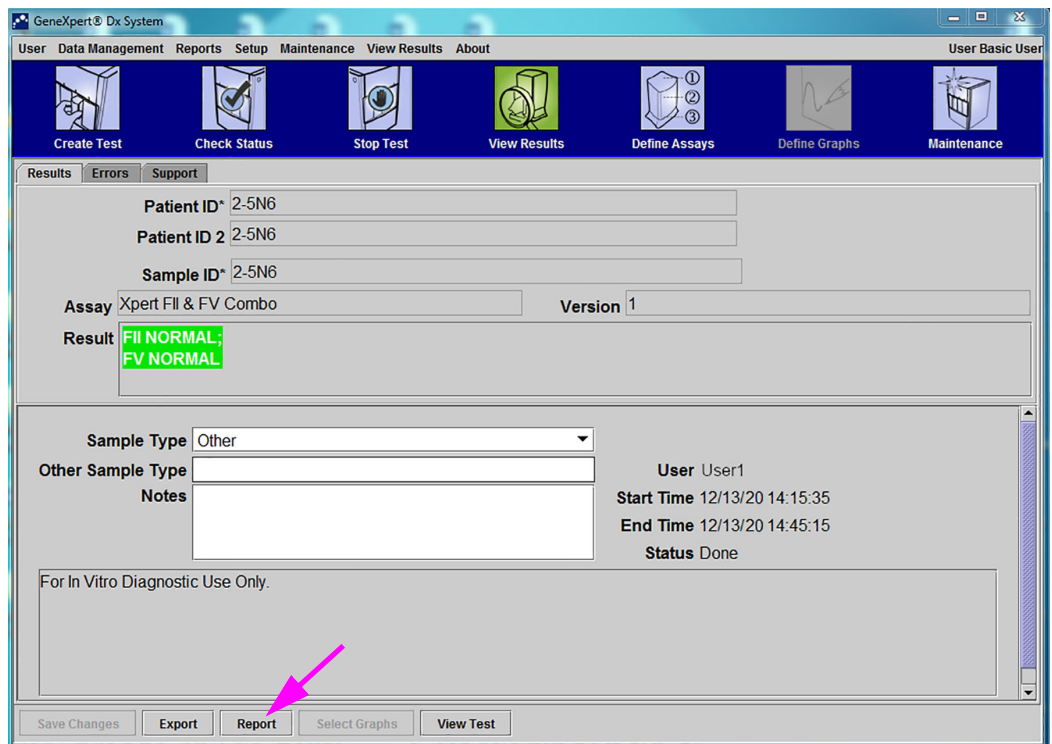 GeneXpert® Dx System
User Data Management Reports Setup Maintenance View Results About User Basic User
① ② ③
Create Test Check Status Stop Test View Results Define Assays Define Graphs Maintenance
Results Errors Support
Patient ID* 2-5N6
Patient ID 2 2-5N6
Sample ID* 2-5N6
Assay Xpert FII & FV Combo Version 1
Result FII NORMAL;
FV NORMAL
Sample Type Other
Other Sample Type User User1
Notes Start Time 12/13/20 14:15:35
End Time 12/13/20 14:45:15
Status Done
For In Vitro Diagnostic Use Only.
Save Changes Export Report Select Graphs View Test